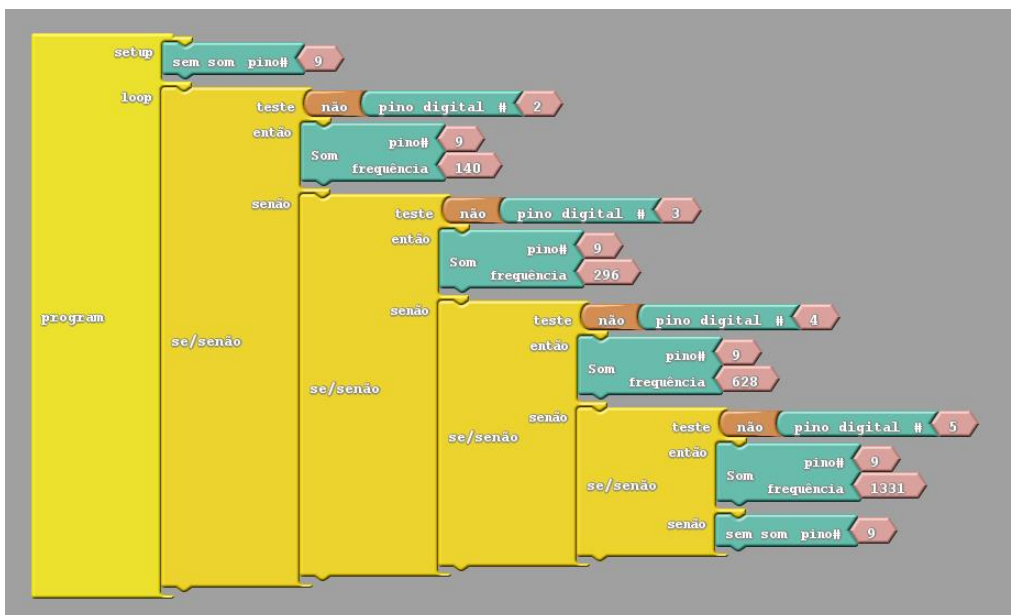 setup
sem som pino# 9
loop
teste não pino digital # 2
então
pino# 9
Som
frequência 140
senão
teste não pino digital # 3
então
pino# 9
Som
frequência 296
senão
program
teste não pino digital # 4
se/senão
então
pino# 9
Som
frequência 628
se/senão
senão
teste não pino digital # 5
se/senão
então
pino# 9
Som
frequência 1331
se/senão
senão
sem som pino# 9